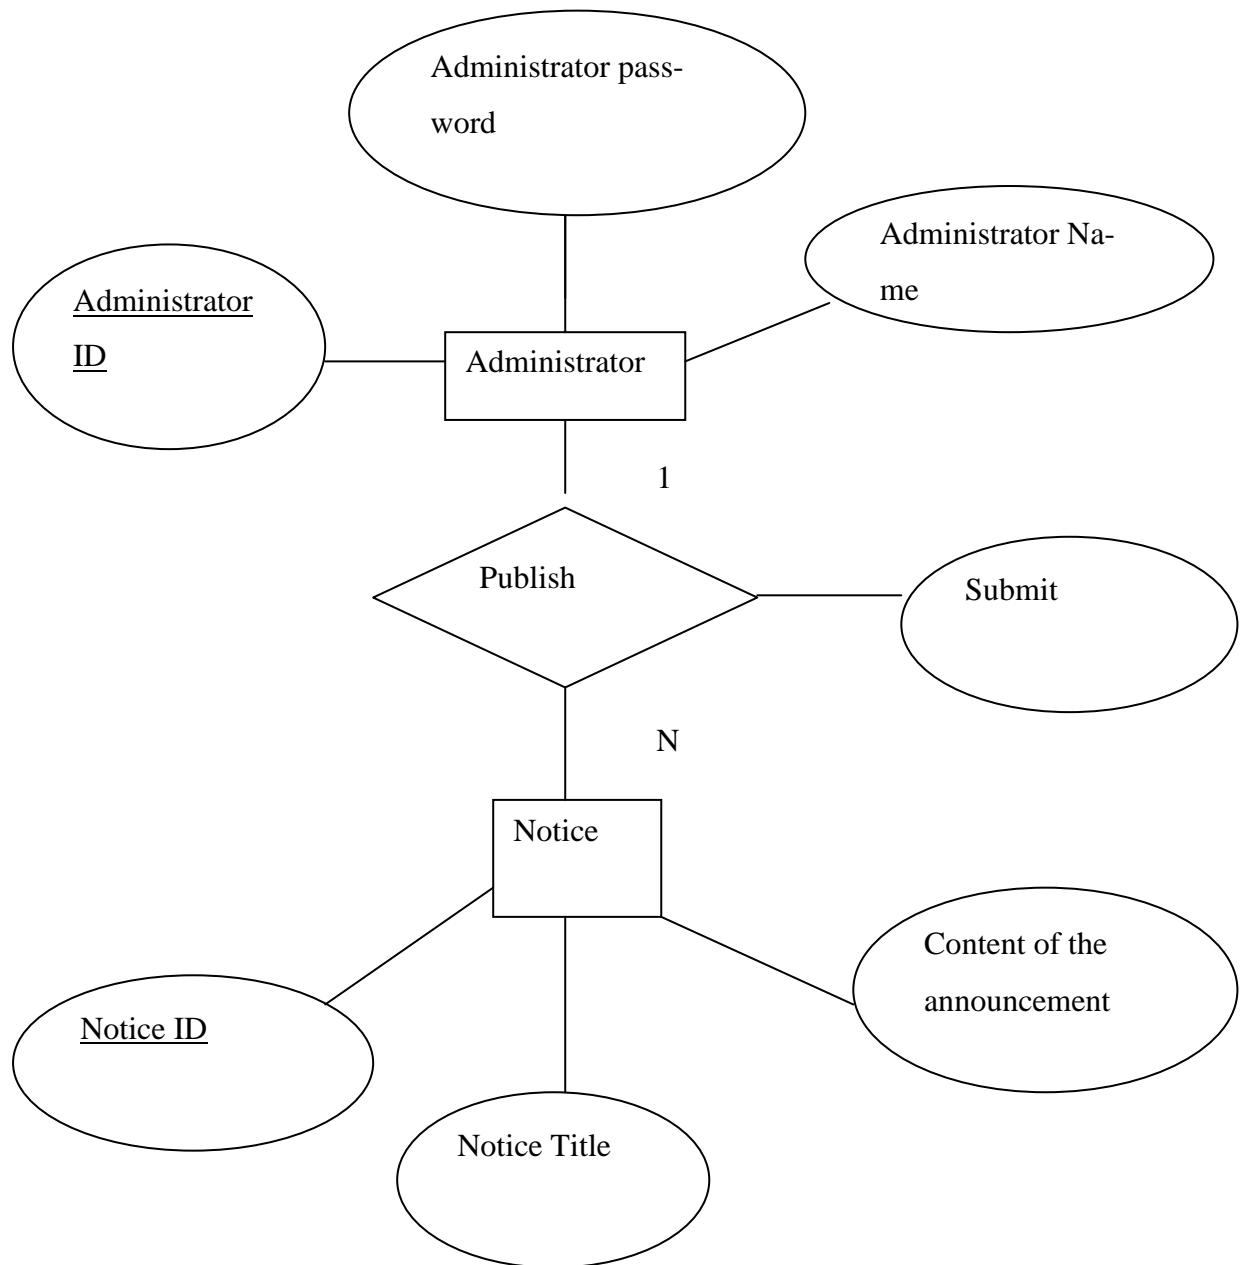 Administrator pass-
word
Administrator Na-
me
Administrator
ID
Administrator
1
Publish
Submit
N
Notice
Content of the
announcement
Notice ID
Notice Title